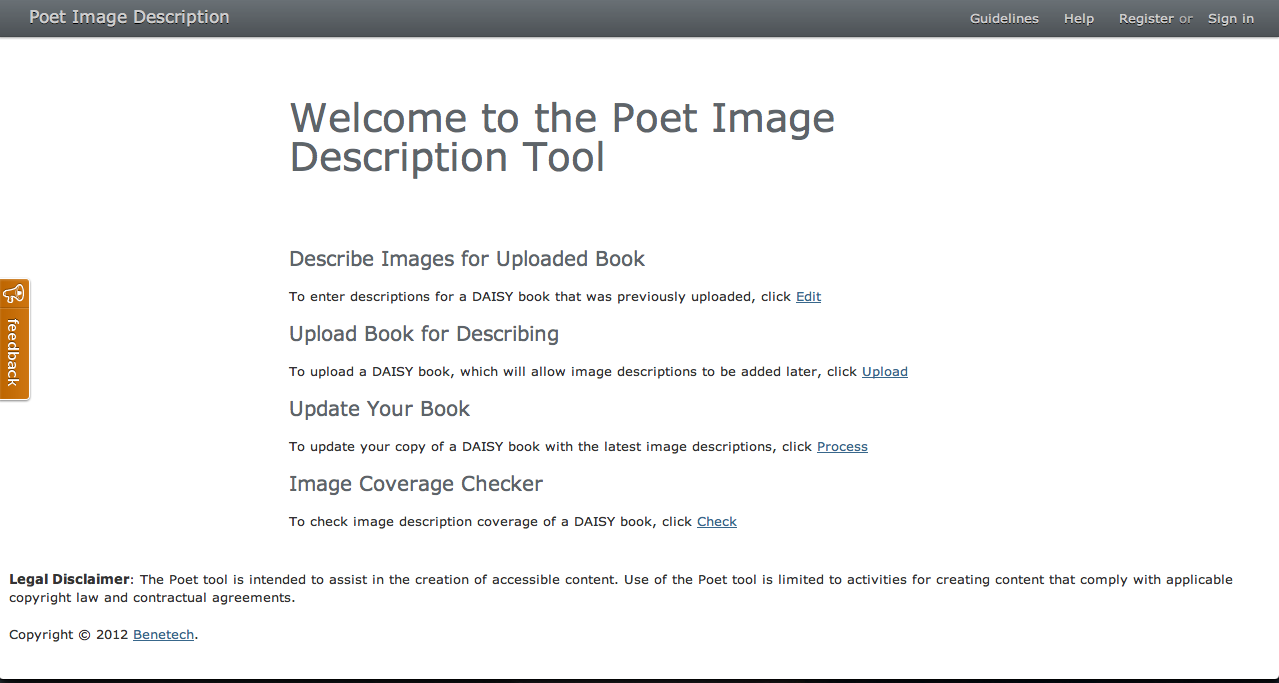 Poet Image Description
Guidelines Help Register or Sign in
Welcome to the Poet Image
Description Tool
Describe Images for Uploaded Book
To enter descriptions for a DAISY book that was previously uploaded, click Edit
feedback
Upload Book for Describing
To upload a DAISY book, which will allow image descriptions to be added later, click Upload
Update Your Book
To update your copy of a DAISY book with the latest image descriptions, click Process
Image Coverage Checker
To check image description coverage of a DAISY book, click Check
Legal Disclaimer: The Poet tool is intended to assist in the creation of accessible content. Use of the Poet tool is limited to activities for creating content that comply with applicable
copyright law and contractual agreements.
Copyright © 2012 Benetech.